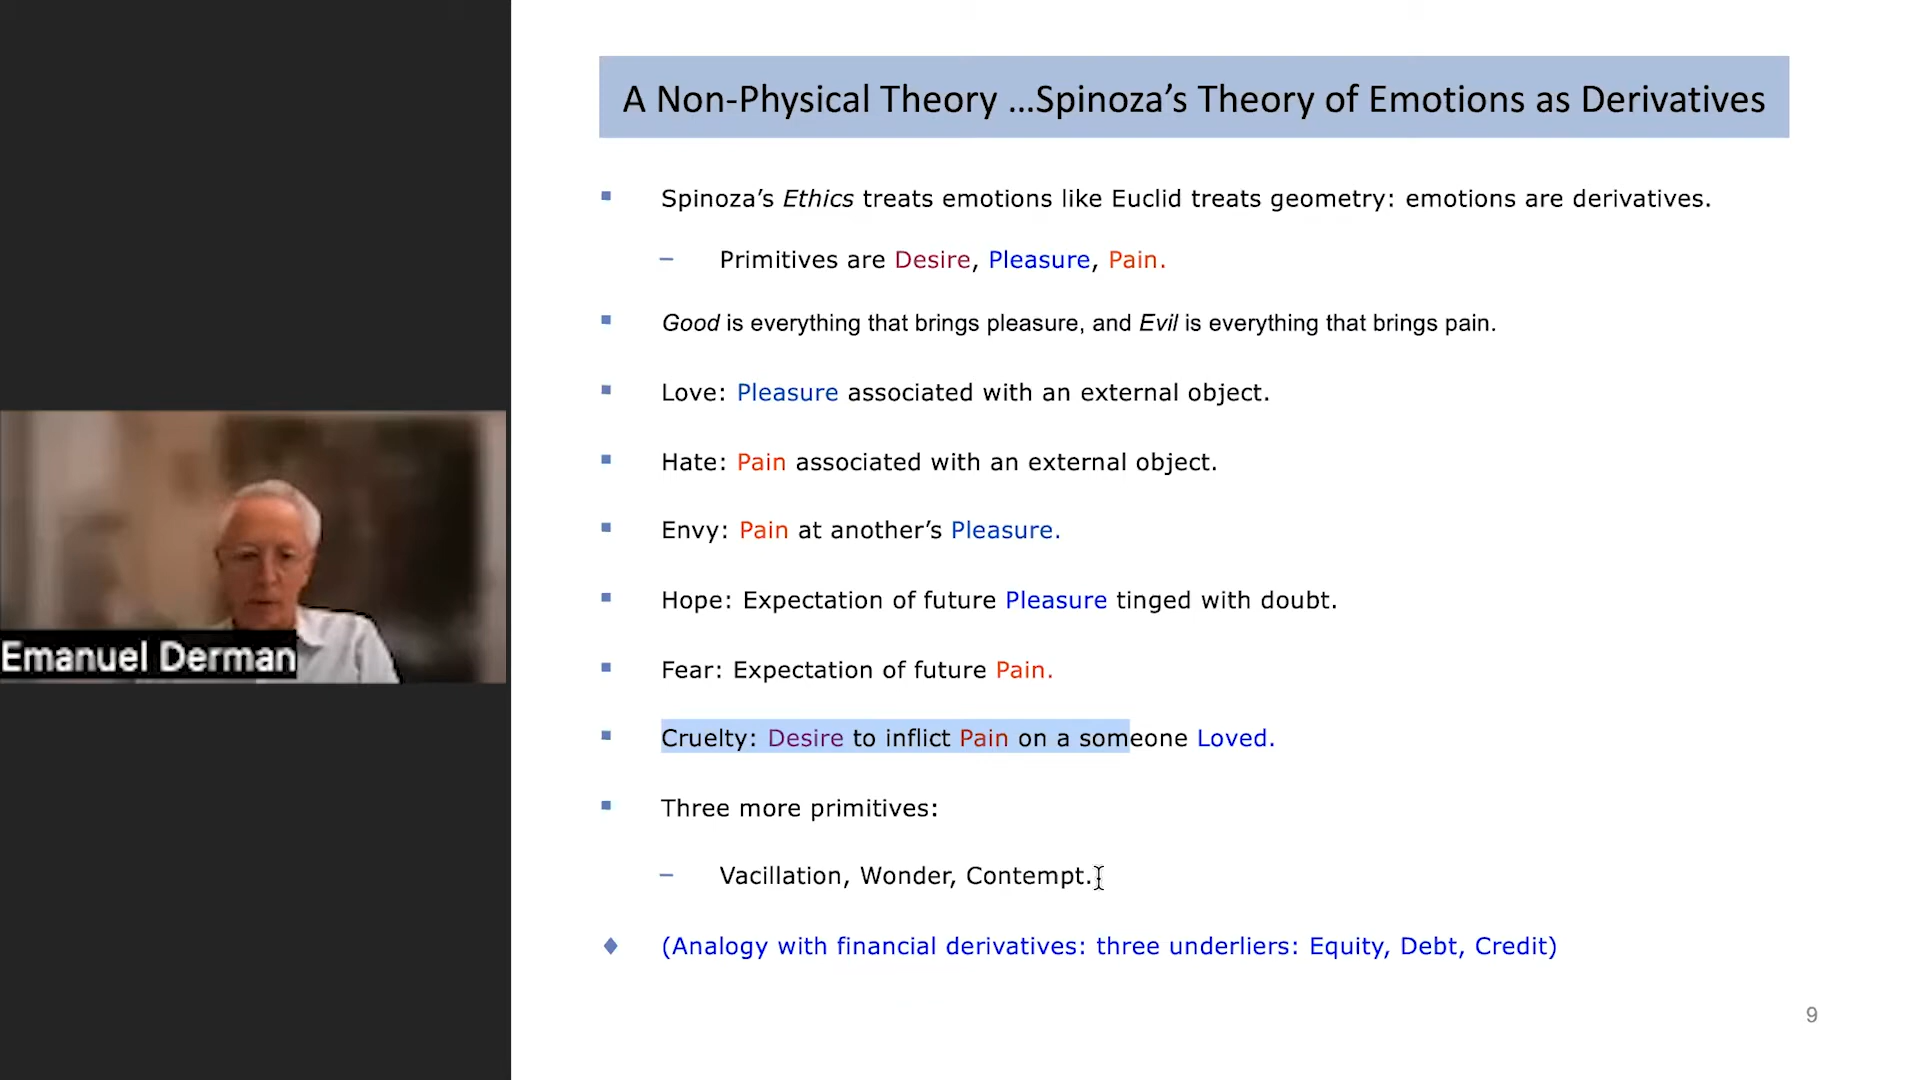 A Non-Physical Theory …Spinoza’s Theory of Emotions as Derivatives
Spinoza’s Ethics treats emotions like Euclid treats geometry: emotions are derivatives.
Primitives are Desire, Pleasure, Pain.
Good is everything that brings pleasure, and Evil is everything that brings pain.
Love: Pleasure associated with an external object.
Hate: Pain associated with an external object.
Envy: Pain at another’s Pleasure.
Hope: Expectation of future Pleasure tinged with doubt.
Fear: Expectation of future Pain.
Cruelty: Desire to inflict Pain on a someone Loved.
Three more primitives:
Vacillation, Wonder, Contempt.
(Analogy with financial derivatives: three underliers: Equity, Debt, Credit)
9
Emanuel Derman